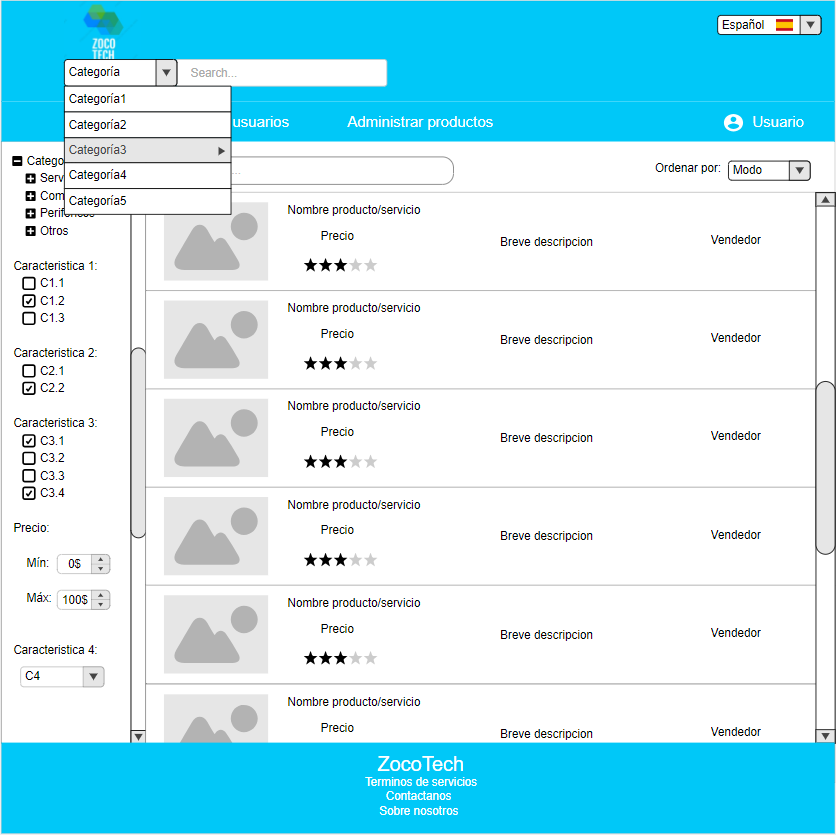 ZOCO
TECH
Español
Categoría
Search...
Categoría1
Categoría2
Categoría3
Categoría4
Categoría5
usuarios
Administrar productos
Usuario
Catego
Serv
Com
Periféricos
Otros
Ordenar por:
Modo
Caracteristica 1:
C1.1
C1.2
C1.3
Caracteristica 2:
C2.1
C2.2
Caracteristica 3:
C3.1
C3.2
C3.3
C3.4
Precio:
Mín:
0$
Máx:
100$
Caracteristica 4:
C4
Nombre producto/servicio
Precio
Breve descripcion
Vendedor
Nombre producto/servicio
Precio
Breve descripcion
Vendedor
Nombre producto/servicio
Precio
Breve descripcion
Vendedor
Nombre producto/servicio
Precio
Breve descripcion
Vendedor
Nombre producto/servicio
Precio
Breve descripcion
Vendedor
Nombre producto/servicio
Precio
Breve descripcion
Vendedor
ZocoTech
Terminos de servicios
Contactanos
Sobre nosotros